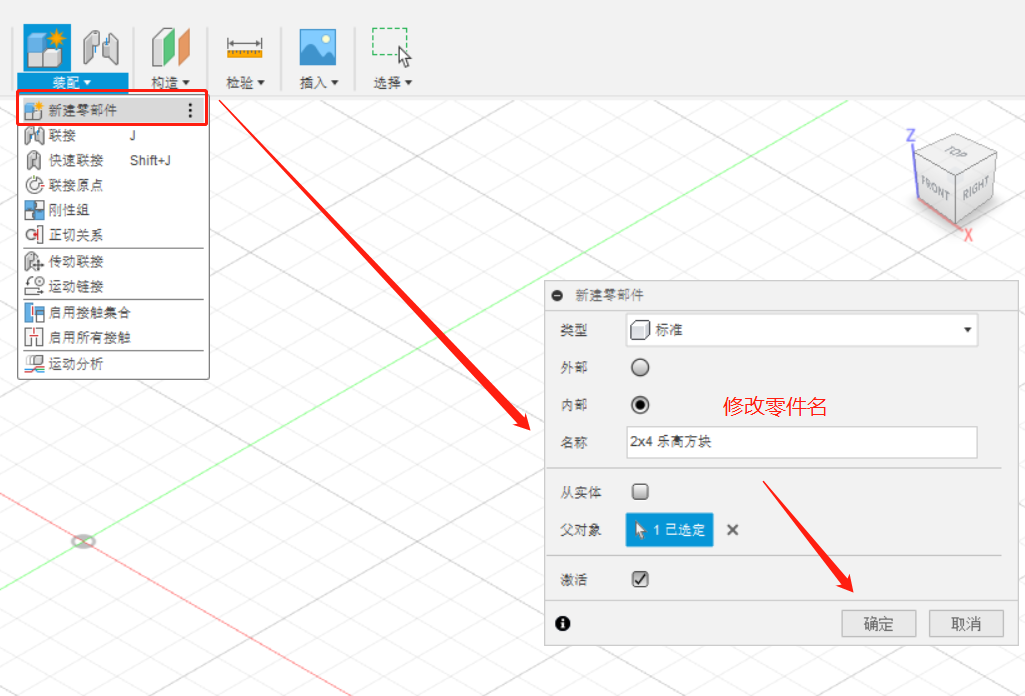 装配 构造 检验 插入 选择
新建零部件
联接 J
快速联接 Shift+J
联接原点
刚性组
正切关系
传动联接
运动链接
启用接触集合
启用所有接触
运动分析
Z
TOP
FRONT
RIGHT
X
新建零部件
类型 标准
外部
内部
修改零件名
名称 2x4 乐高方块
从实体
父对象 1 已选定
激活
确定 取消